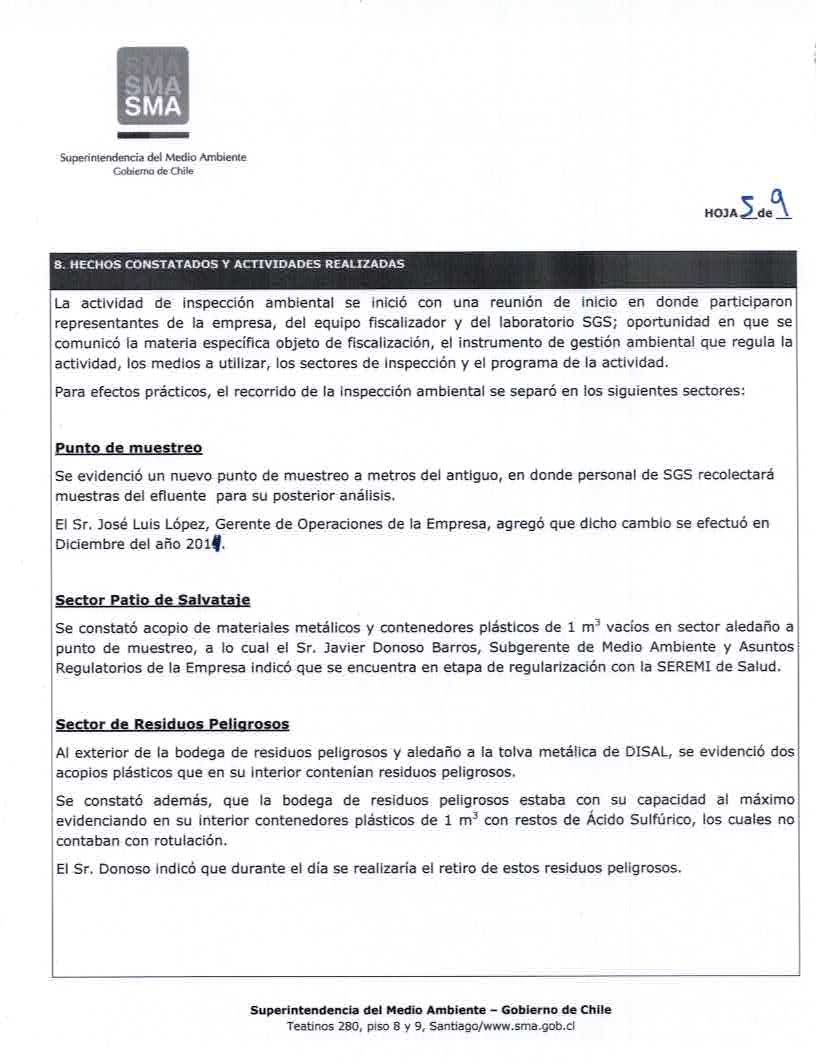 SMA
SMA
SMA
Superintendencia del Medio Ambiente
Gobierno de Chile
HOJA 5 de 9
8. HECHOS CONSTATADOS Y ACTIVIDADES REALIZADAS
La actividad de inspección ambiental se inició con una reunión de inicio en donde participaron
representantes de la empresa, del equipo fiscalizador y del laboratorio SGS; oportunidad en que se
comunicó la materia específica objeto de fiscalización, el instrumento de gestión ambiental que regula la
actividad, los medios a utilizar, los sectores de inspección y el programa de la actividad.
Para efectos prácticos, el recorrido de la inspección ambiental se separó en los siguientes sectores:
Punto de muestreo
Se evidenció un nuevo punto de muestreo a metros del antiguo, en donde personal de SGS recolectará
muestras del efluente para su posterior análisis.
El Sr. José Luis López, Gerente de Operaciones de la Empresa, agregó que dicho cambio se efectuó en
Diciembre del año
Sector Patio de Salvataje
Se constató acopio de materiales metálicos y contenedores plásticos de 1 m³ vacíos en sector aledaño a
punto de muestreo, a lo cual el Sr. Javier Donoso Barros, Subgerente de Medio Ambiente y Asuntos
Regulatorios de la Empresa indicó que se encuentra en etapa de regularización con la SEREMI de Salud.
Sector de Residuos Peligrosos
Al exterior de la bodega de residuos peligrosos y aledaño a la tolva metálica de DISAL, se evidenció dos
acopios plásticos que en su interior contenían residuos peligrosos.
Se constató además, que la bodega de residuos peligrosos estaba con su capacidad al máximo
evidenciando en su interior contenedores plásticos de 1 m³ con restos de Ácido Sulfúrico, los cuales no
contaban con rotulación.
El Sr. Donoso indicó que durante el día se realizaría el retiro de estos residuos peligrosos.
Superintendencia del Medio Ambiente – Gobierno de Chile
Teatinos 280, piso 8 y 9, Santiago/www.sma.gob.cl